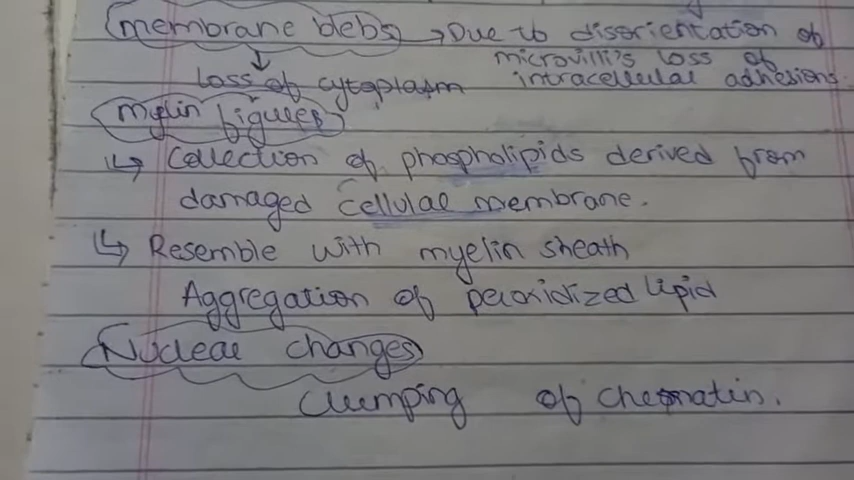 membrane blebs → Due to disorientation of
microvilli's loss of
↓
loss of cytoplasm intracellular adhesions.
myelin figures
↳ Collection of phospholipids derived from
damaged cellular membrane.
↳ Resemble with myelin sheath
Aggregation of peroxidized lipid
Nuclear changes
Clumping of chromatin.